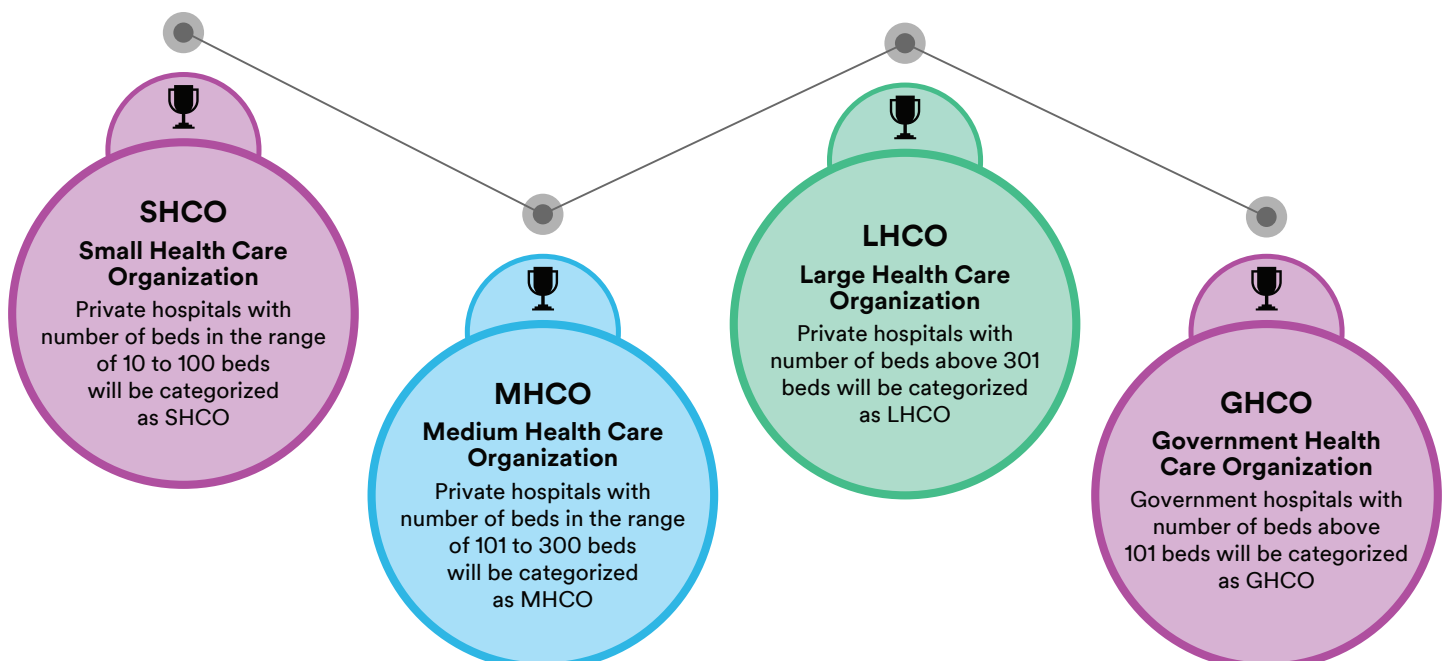 SHCO
Small Health Care
Organization
Private hospitals with
number of beds in the range
of 10 to 100 beds
will be categorized
as SHCO
MHCO
Medium Health Care
Organization
Private hospitals with
number of beds in the range
of 101 to 300 beds
will be categorized
as MHCO
LHCO
Large Health Care
Organization
Private hospitals with
number of beds above 301
beds will be categorized
as LHCO
GHCO
Government Health
Care Organization
Government hospitals with
number of beds above
101 beds will be categorized
as GHCO